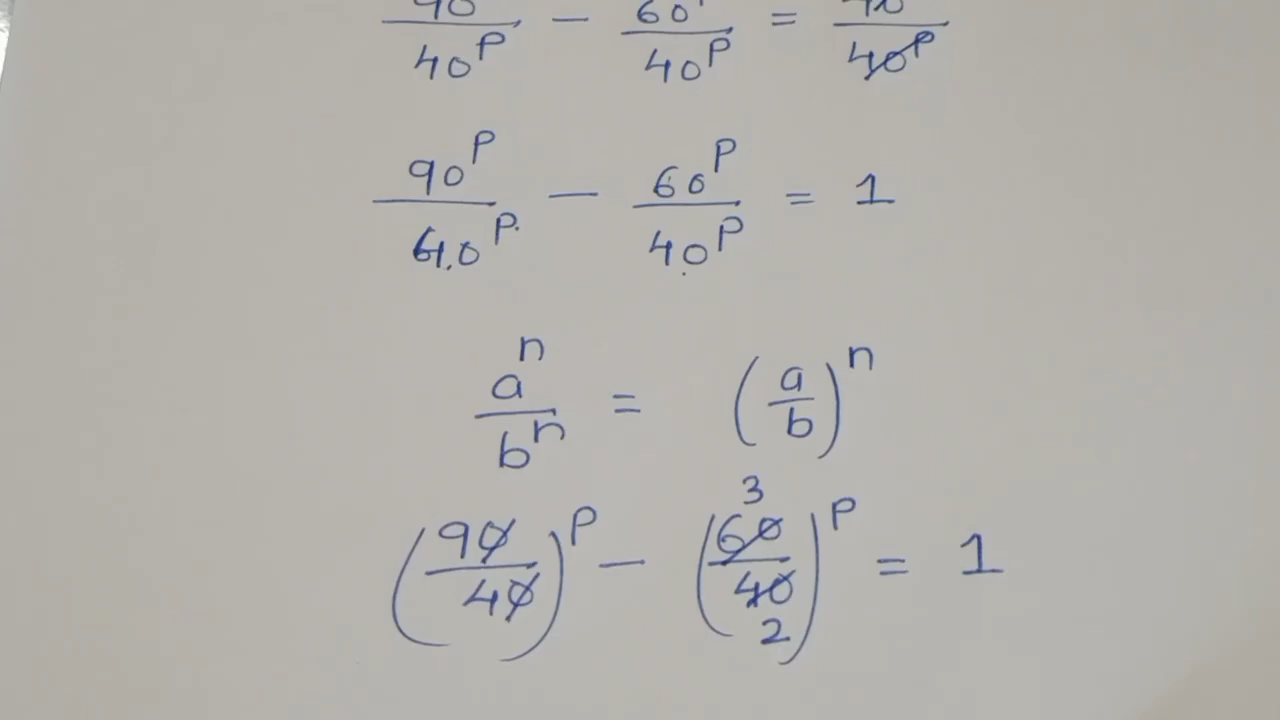 90/40^P − 60^P/40^P = 40/40^P
90^P/40^P − 60^P/40^P = 1
a^n/b^n = (a/b)^n
3
(90/40)^P − (60/40)^P = 1
2